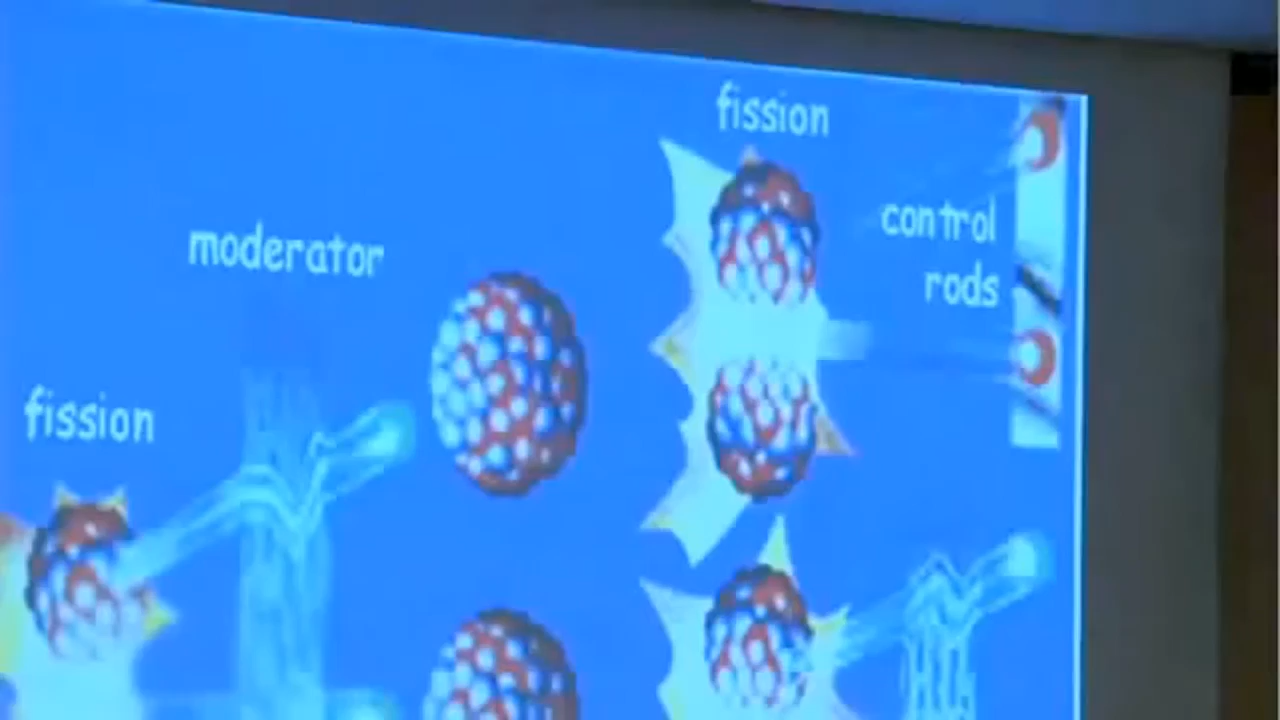 fission
moderator
control
rods
fission